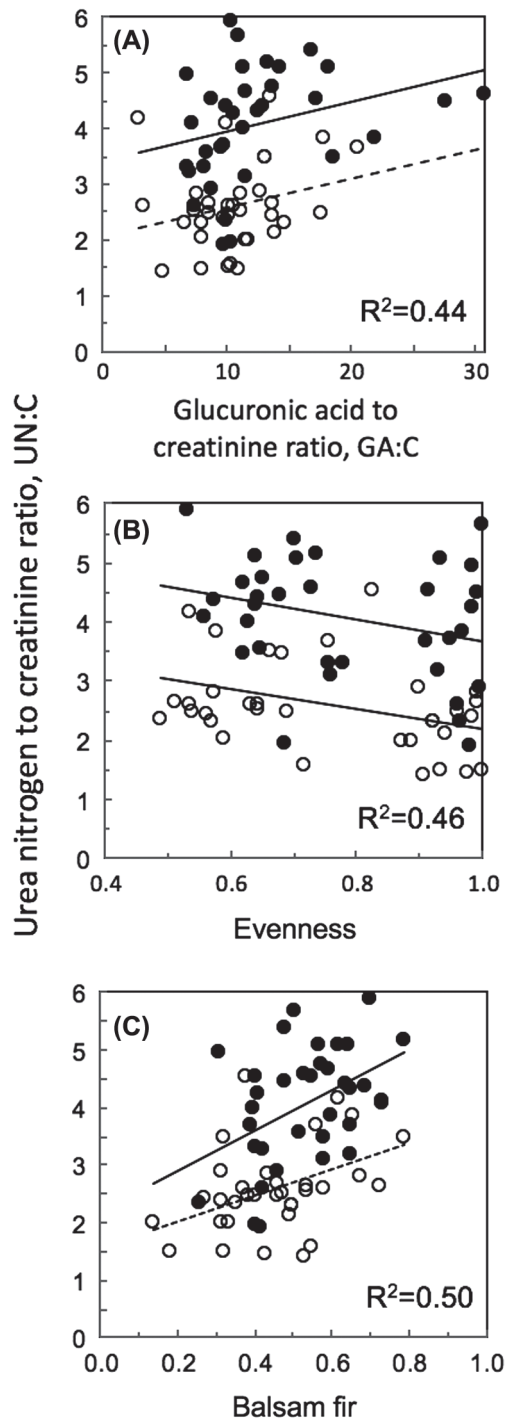 Urea nitrogen to creatinine ratio, UN:C
(A)
6
5
4
3
2
1
0
R²=0.44
0 10 20 30
Glucuronic acid to
creatinine ratio, GA:C
(B)
6
5
4
3
2
1
0
R²=0.46
0.4 0.6 0.8 1.0
Evenness
(C)
6
5
4
3
2
1
0
R²=0.50
0.0 0.2 0.4 0.6 0.8 1.0
Balsam fir